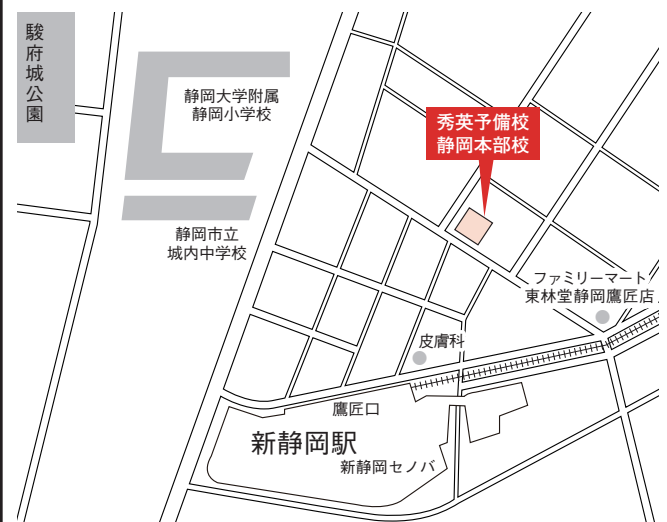 駿府城公園
静岡大学附属
静岡小学校
秀英予備校
静岡本部校
静岡市立
城内中学校
ファミリーマート
東林堂静岡鷹匠店
皮膚科
鷹匠口
新静岡駅
新静岡セノバ